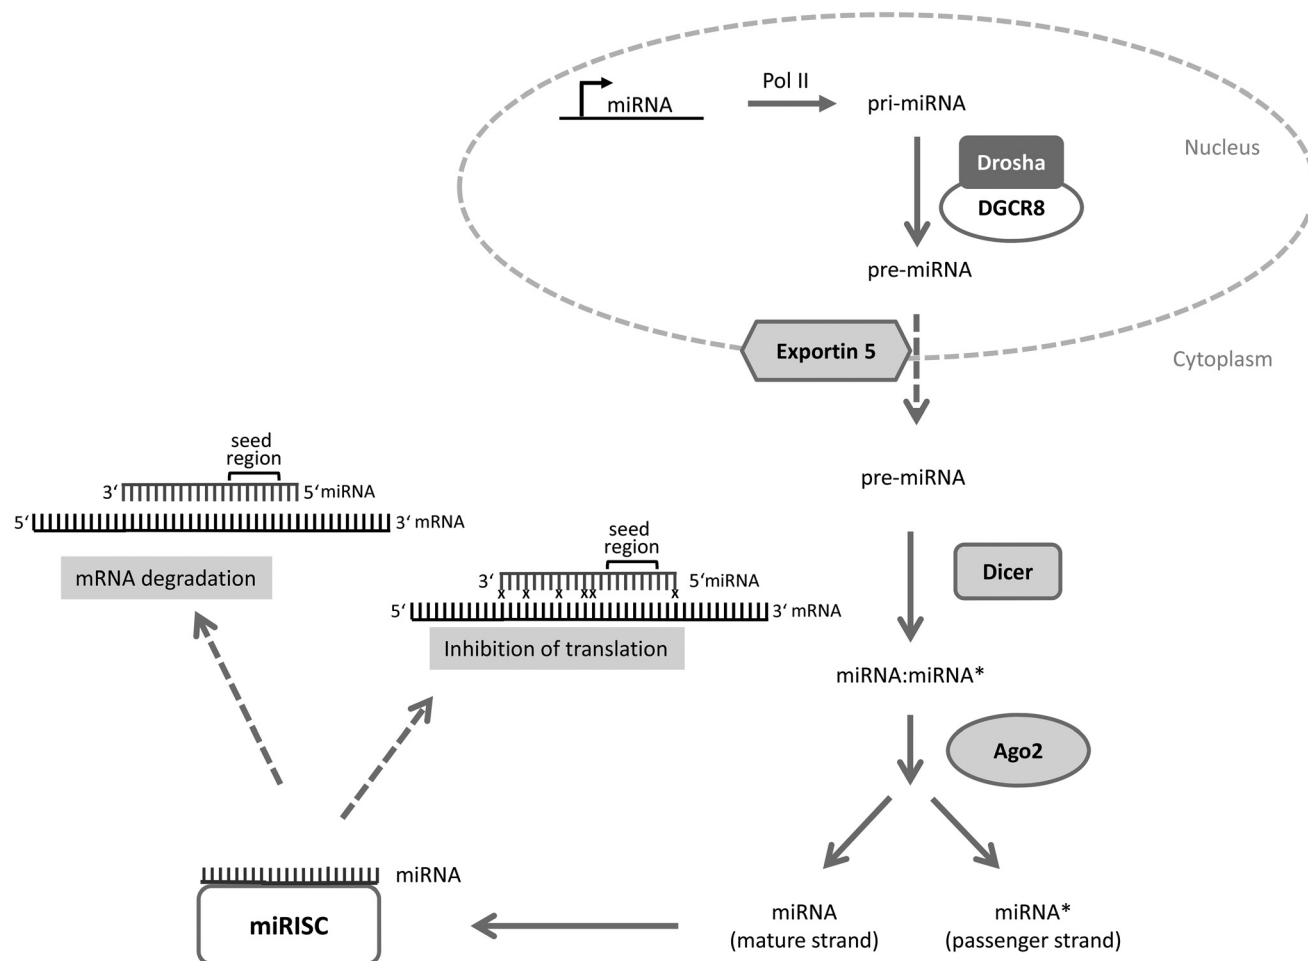 Pol II
miRNA
pri-miRNA
Nucleus
Drosha
DGCR8
pre-miRNA
Exportin 5
Cytoplasm
pre-miRNA
Dicer
miRNA:miRNA*
Ago2
miRNA
(mature strand)
miRNA*
(passenger strand)
miRNA
miRISC
seed
region
3‘ 5‘miRNA
5‘ 3‘ mRNA
mRNA degradation
seed
region
3‘ 5‘miRNA
x x x xx x
5‘ 3‘ mRNA
Inhibition of translation